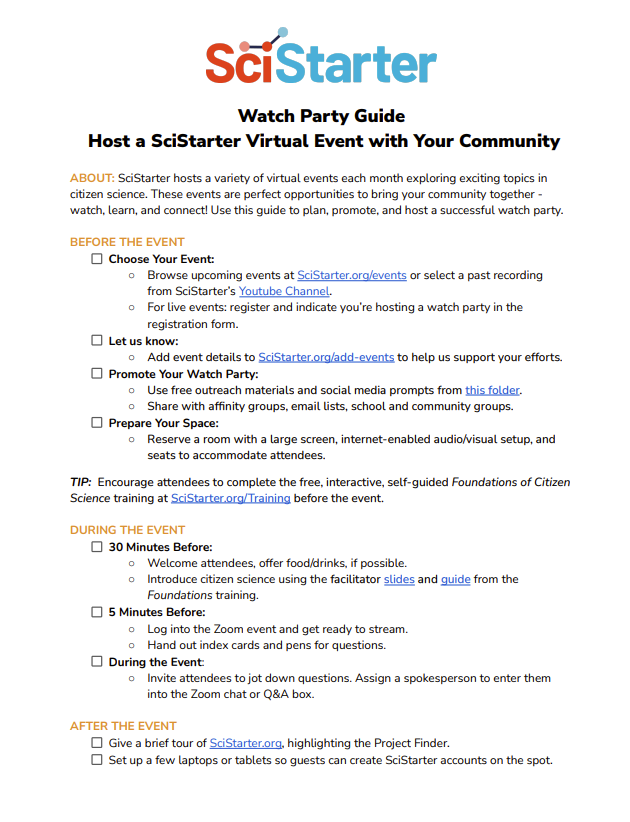 SciStarter
Watch Party Guide
Host a SciStarter Virtual Event with Your Community
ABOUT: SciStarter hosts a variety of virtual events each month exploring exciting topics in
citizen science. These events are perfect opportunities to bring your community together -
watch, learn, and connect! Use this guide to plan, promote, and host a successful watch party.
BEFORE THE EVENT
☐ Choose Your Event:
○ Browse upcoming events at SciStarter.org/events or select a past recording
from SciStarter's Youtube Channel.
○ For live events: register and indicate you're hosting a watch party in the
registration form.
☐ Let us know:
○ Add event details to SciStarter.org/add-events to help us support your efforts.
☐ Promote Your Watch Party:
○ Use free outreach materials and social media prompts from this folder.
○ Share with affinity groups, email lists, school and community groups.
☐ Prepare Your Space:
○ Reserve a room with a large screen, internet-enabled audio/visual setup, and
seats to accommodate attendees.
TIP: Encourage attendees to complete the free, interactive, self-guided Foundations of Citizen
Science training at SciStarter.org/Training before the event.
DURING THE EVENT
☐ 30 Minutes Before:
○ Welcome attendees, offer food/drinks, if possible.
○ Introduce citizen science using the facilitator slides and guide from the
Foundations training.
☐ 5 Minutes Before:
○ Log into the Zoom event and get ready to stream.
○ Hand out index cards and pens for questions.
☐ During the Event:
○ Invite attendees to jot down questions. Assign a spokesperson to enter them
into the Zoom chat or Q&A box.
AFTER THE EVENT
☐ Give a brief tour of SciStarter.org, highlighting the Project Finder.
☐ Set up a few laptops or tablets so guests can create SciStarter accounts on the spot.